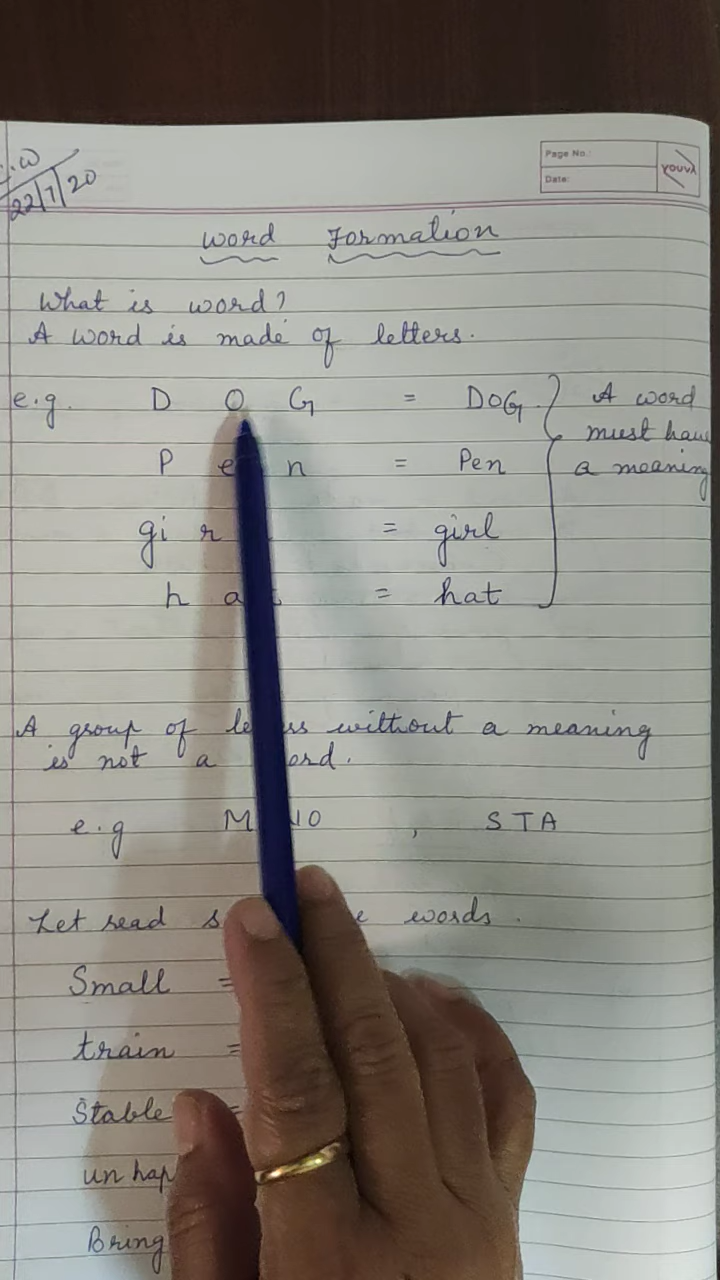 C.W
22/7/20
Page No.:
Date:
YOUVA
Word Formation
What is word?
A word is made of letters.
e.g. D O G = DOG } A word
must have
P e n = Pen a meaning
gi r = girl
h a = hat
A group of without a meaning
is not a
e.g , STA
Let read words.
Small =
train =
Stable =
un
Bring